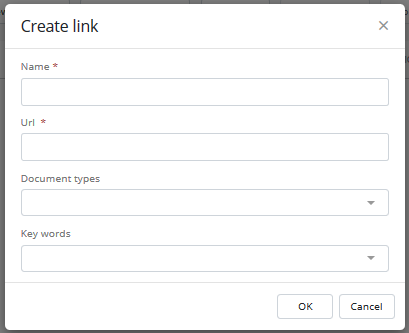 Create link
Name *
Url *
Document types
Key words
OK Cancel